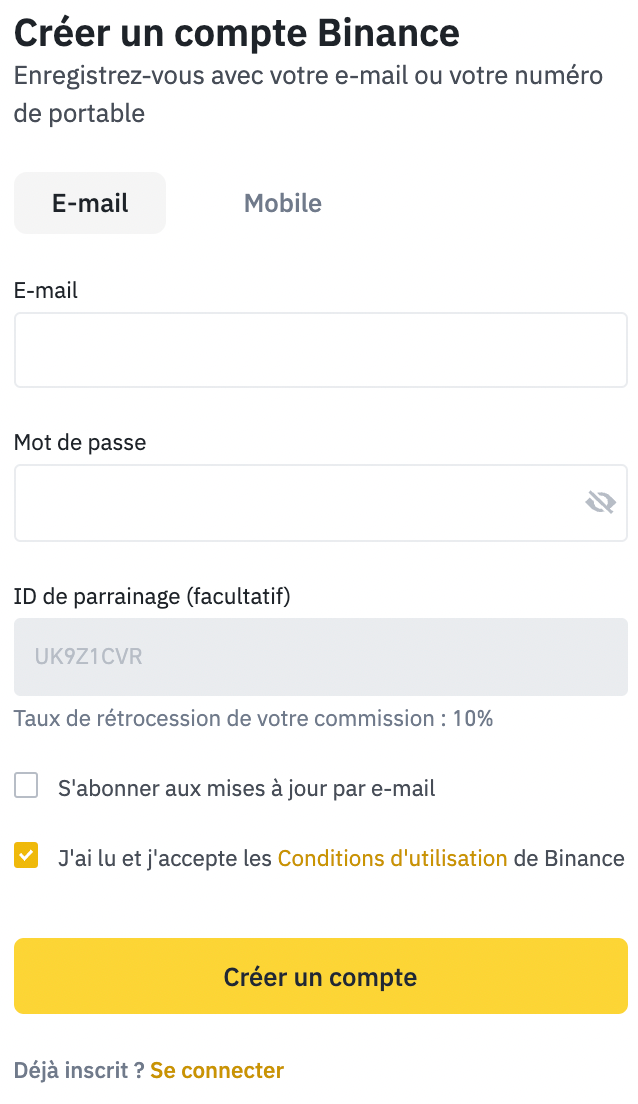 Créer un compte Binance
Enregistrez-vous avec votre e-mail ou votre numéro
de portable
E-mail
Mobile
E-mail
Mot de passe
ID de parrainage (facultatif)
UK9Z1CVR
Taux de rétrocession de votre commission : 10%
S'abonner aux mises à jour par e-mail
J'ai lu et j'accepte les Conditions d'utilisation de Binance
Créer un compte
Déjà inscrit ? Se connecter